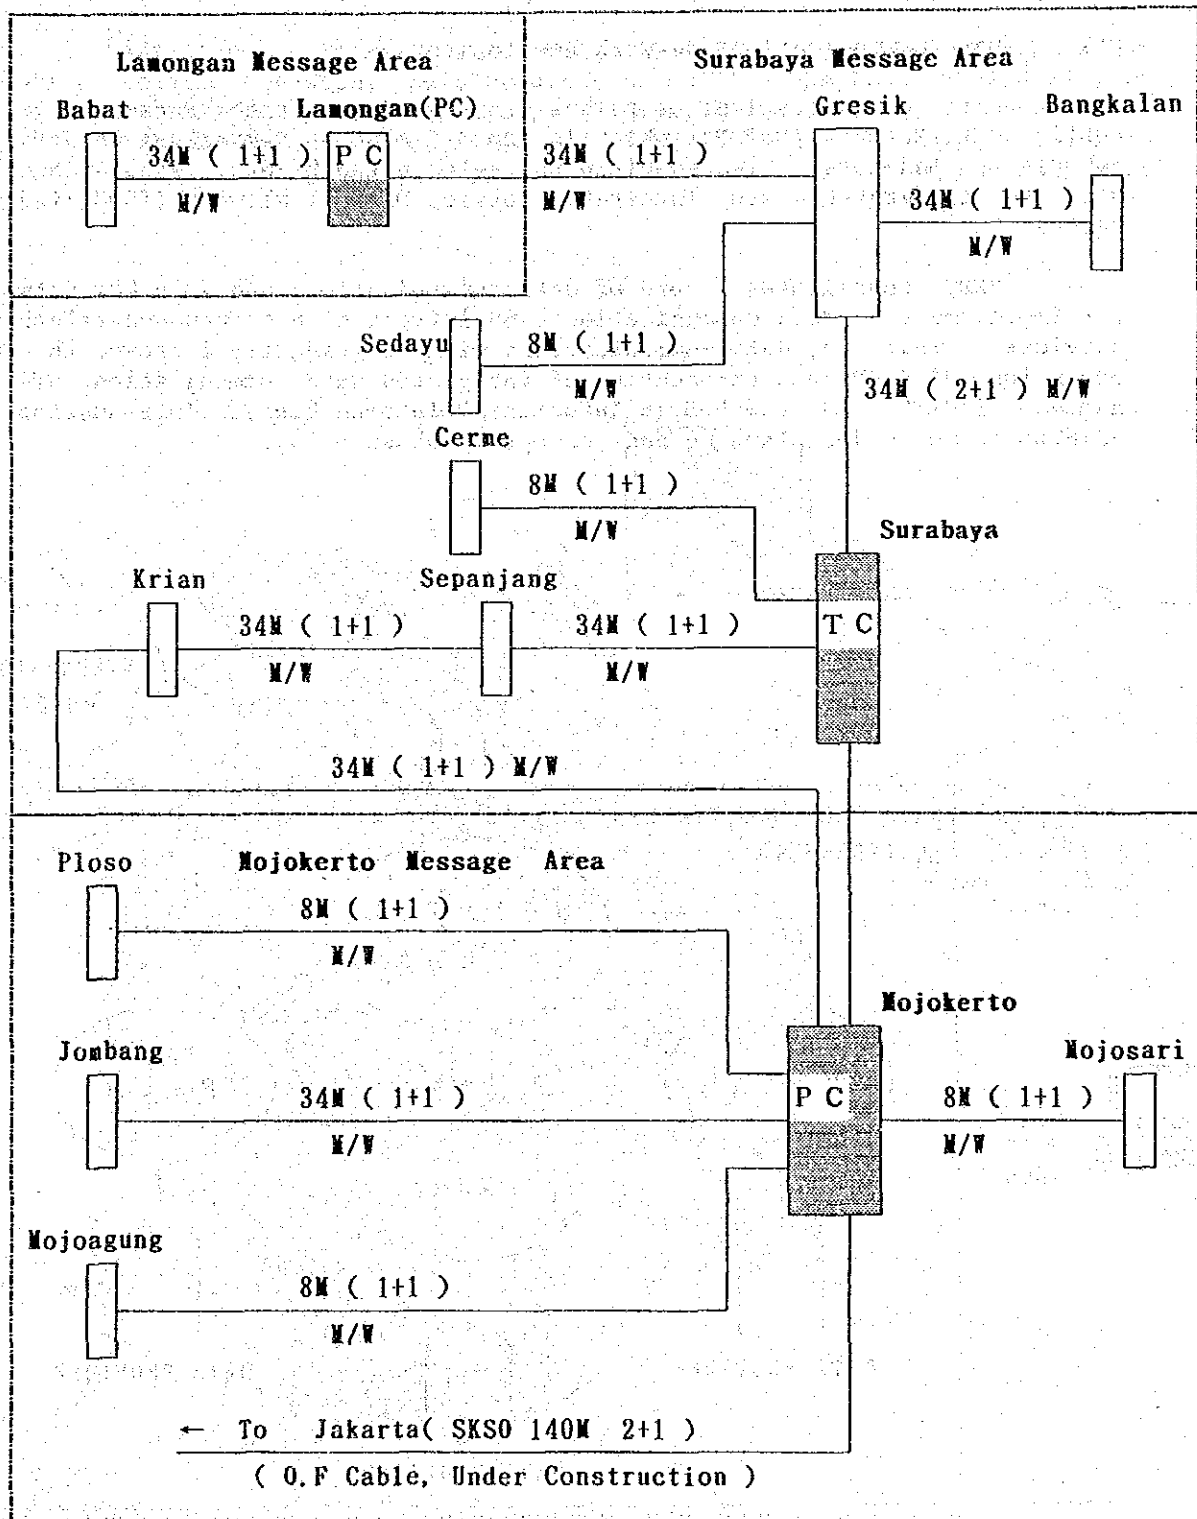 Lamongan Message Area
Surabaya Message Area
Babat
Lamongan(PC)
Gresik
Bangkalan
34M ( 1+1 )
P C
34M ( 1+1 )
M/W
M/W
34M ( 1+1 )
M/W
Sedayu
8M ( 1+1 )
M/W
34M ( 2+1 ) M/W
Cerme
8M ( 1+1 )
M/W
Surabaya
Krian
Sepanjang
34M ( 1+1 )
34M ( 1+1 )
T C
M/W
M/W
34M ( 1+1 ) M/W
Ploso
Mojokerto Message Area
8M ( 1+1 )
M/W
Mojokerto
Jombang
Mojosari
34M ( 1+1 )
P C
8M ( 1+1 )
M/W
M/W
Mojoagung
8M ( 1+1 )
M/W
← To Jakarta( SKSO 140M 2+1 )
( O.F Cable, Under Construction )